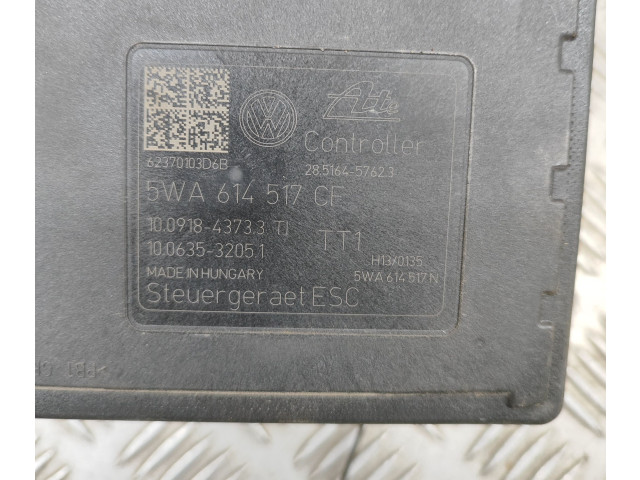 Ate
Controller
62370103D6B
28.5164-5762.3
5WA 614 517 CF
10.0918-4373.3 TJ
TT1
10.0635-3205.1
H13/0135
MADE IN HUNGARY
5WA 614 517 N
Steuergeraet ESC